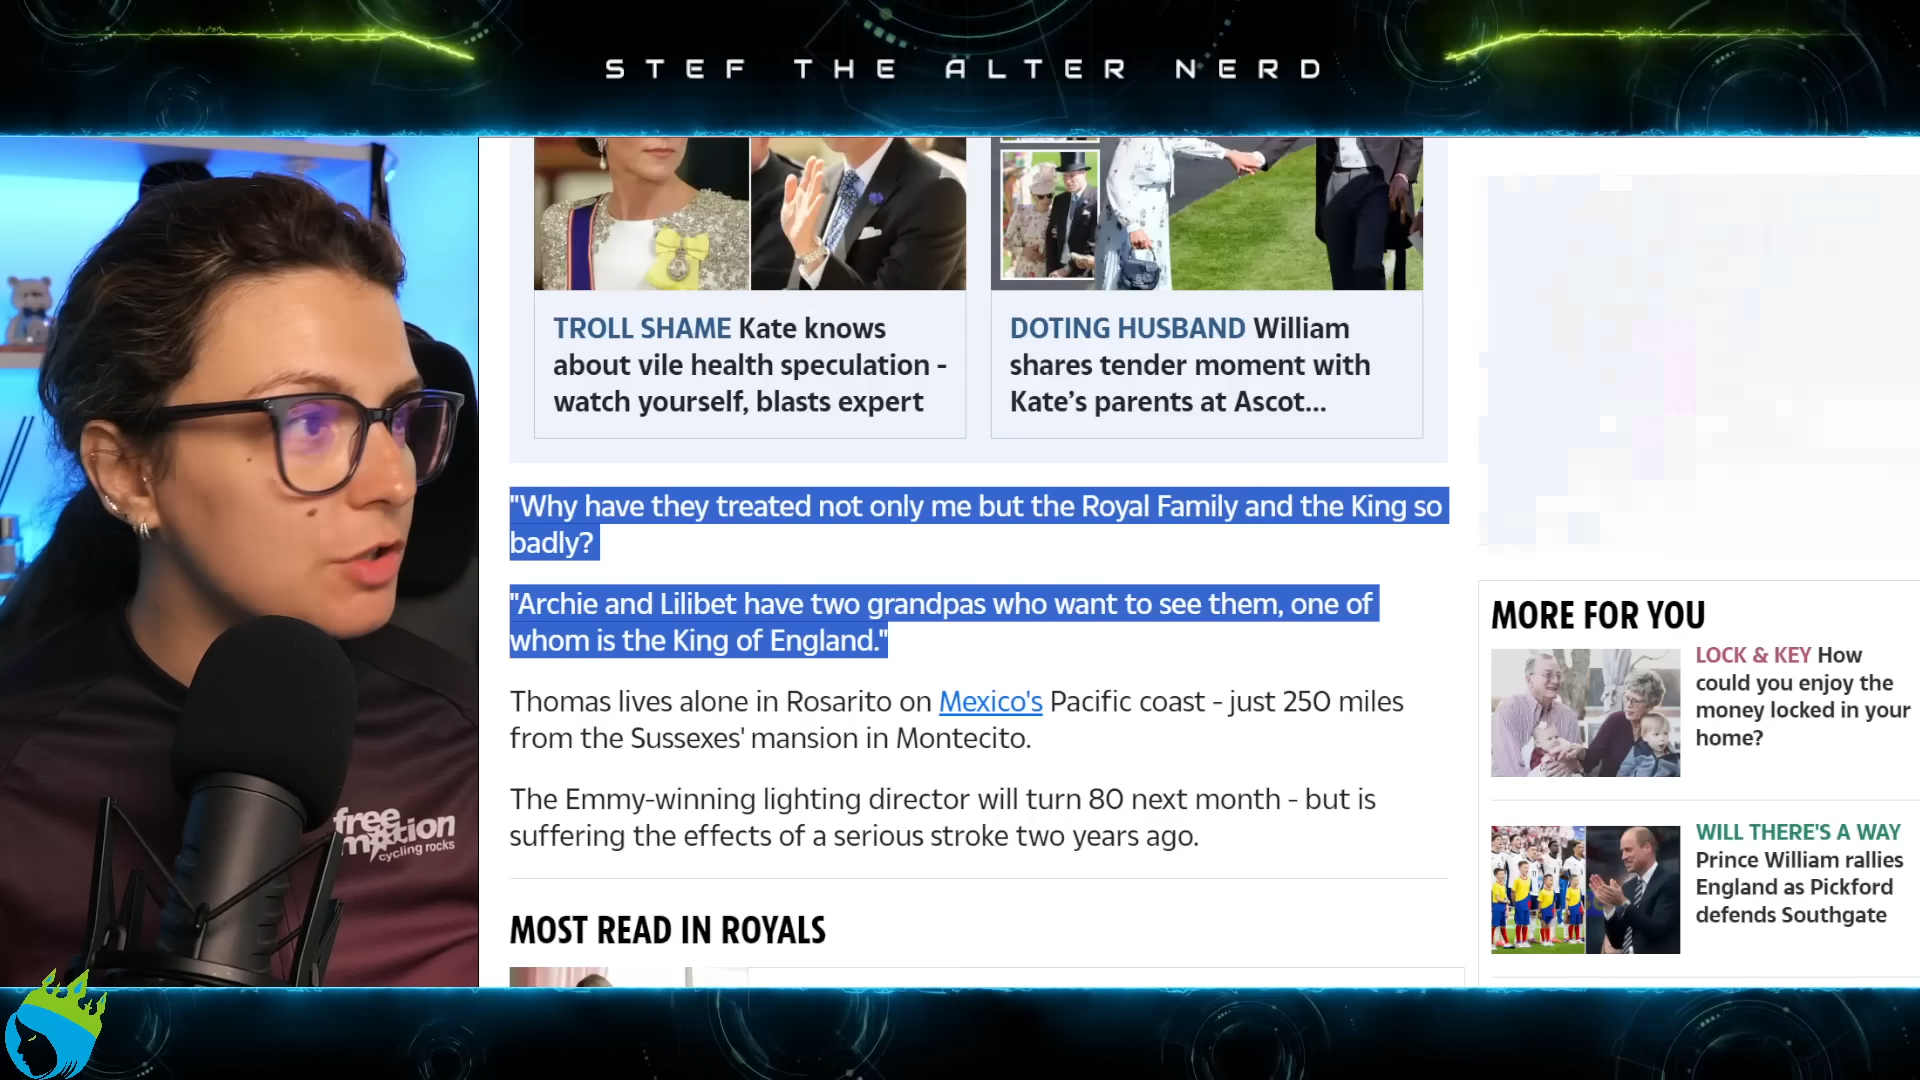 STEF THE ALTER NERD
TROLL SHAME Kate knows
about vile health speculation -
watch yourself, blasts expert
DOTING HUSBAND William
shares tender moment with
Kate's parents at Ascot...
"Why have they treated not only me but the Royal Family and the King so
badly?
"Archie and Lilibet have two grandpas who want to see them, one of
whom is the King of England."
Thomas lives alone in Rosarito on Mexico's Pacific coast - just 250 miles
from the Sussexes' mansion in Montecito.
The Emmy-winning lighting director will turn 80 next month - but is
suffering the effects of a serious stroke two years ago.
MOST READ IN ROYALS
MORE FOR YOU
LOCK & KEY How
could you enjoy the
money locked in your
home?
WILL THERE'S A WAY
Prince William rallies
England as Pickford
defends Southgate
free
motion
cycling rocks